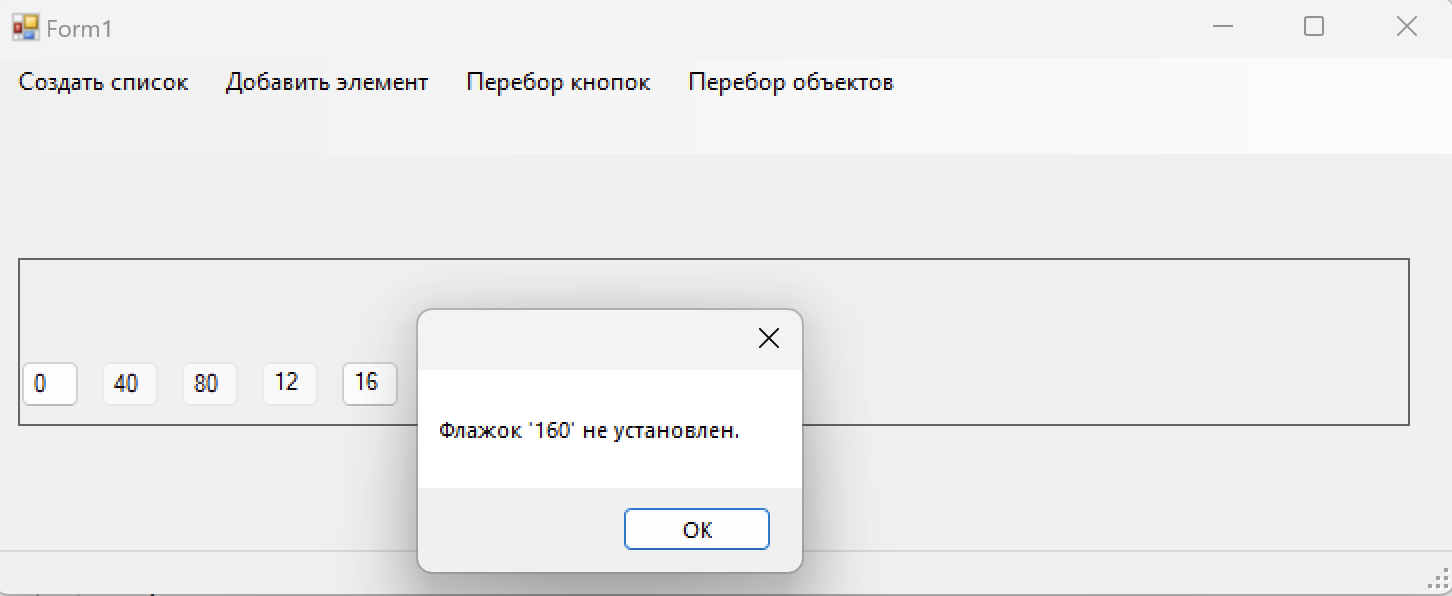 Form1
Создать список Добавить элемент Перебор кнопок Перебор объектов
0 40 80 12 16
Флажок '160' не установлен.
OK